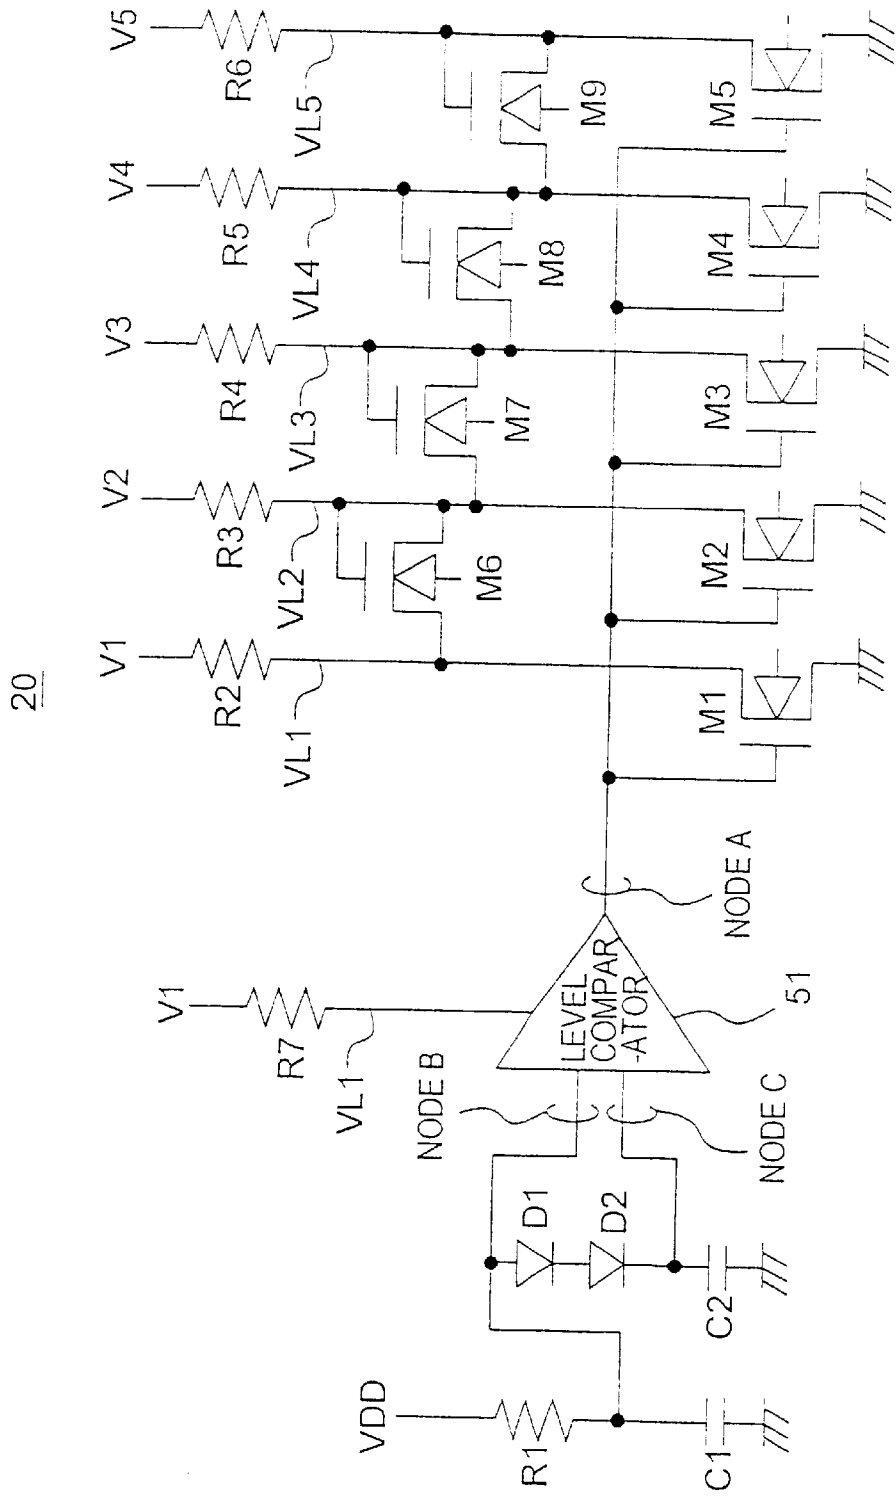 20
V1
V2
V3
V4
V5
R2
R3
R4
R5
R6
VL1
VL2
VL3
VL4
VL5
M6
M7
M8
M9
M1
M2
M3
M4
M5
V1
R7
VL1
NODE B
LEVEL
COMPAR
-ATOR
51
NODE A
NODE C
D1
D2
C2
VDD
R1
C1